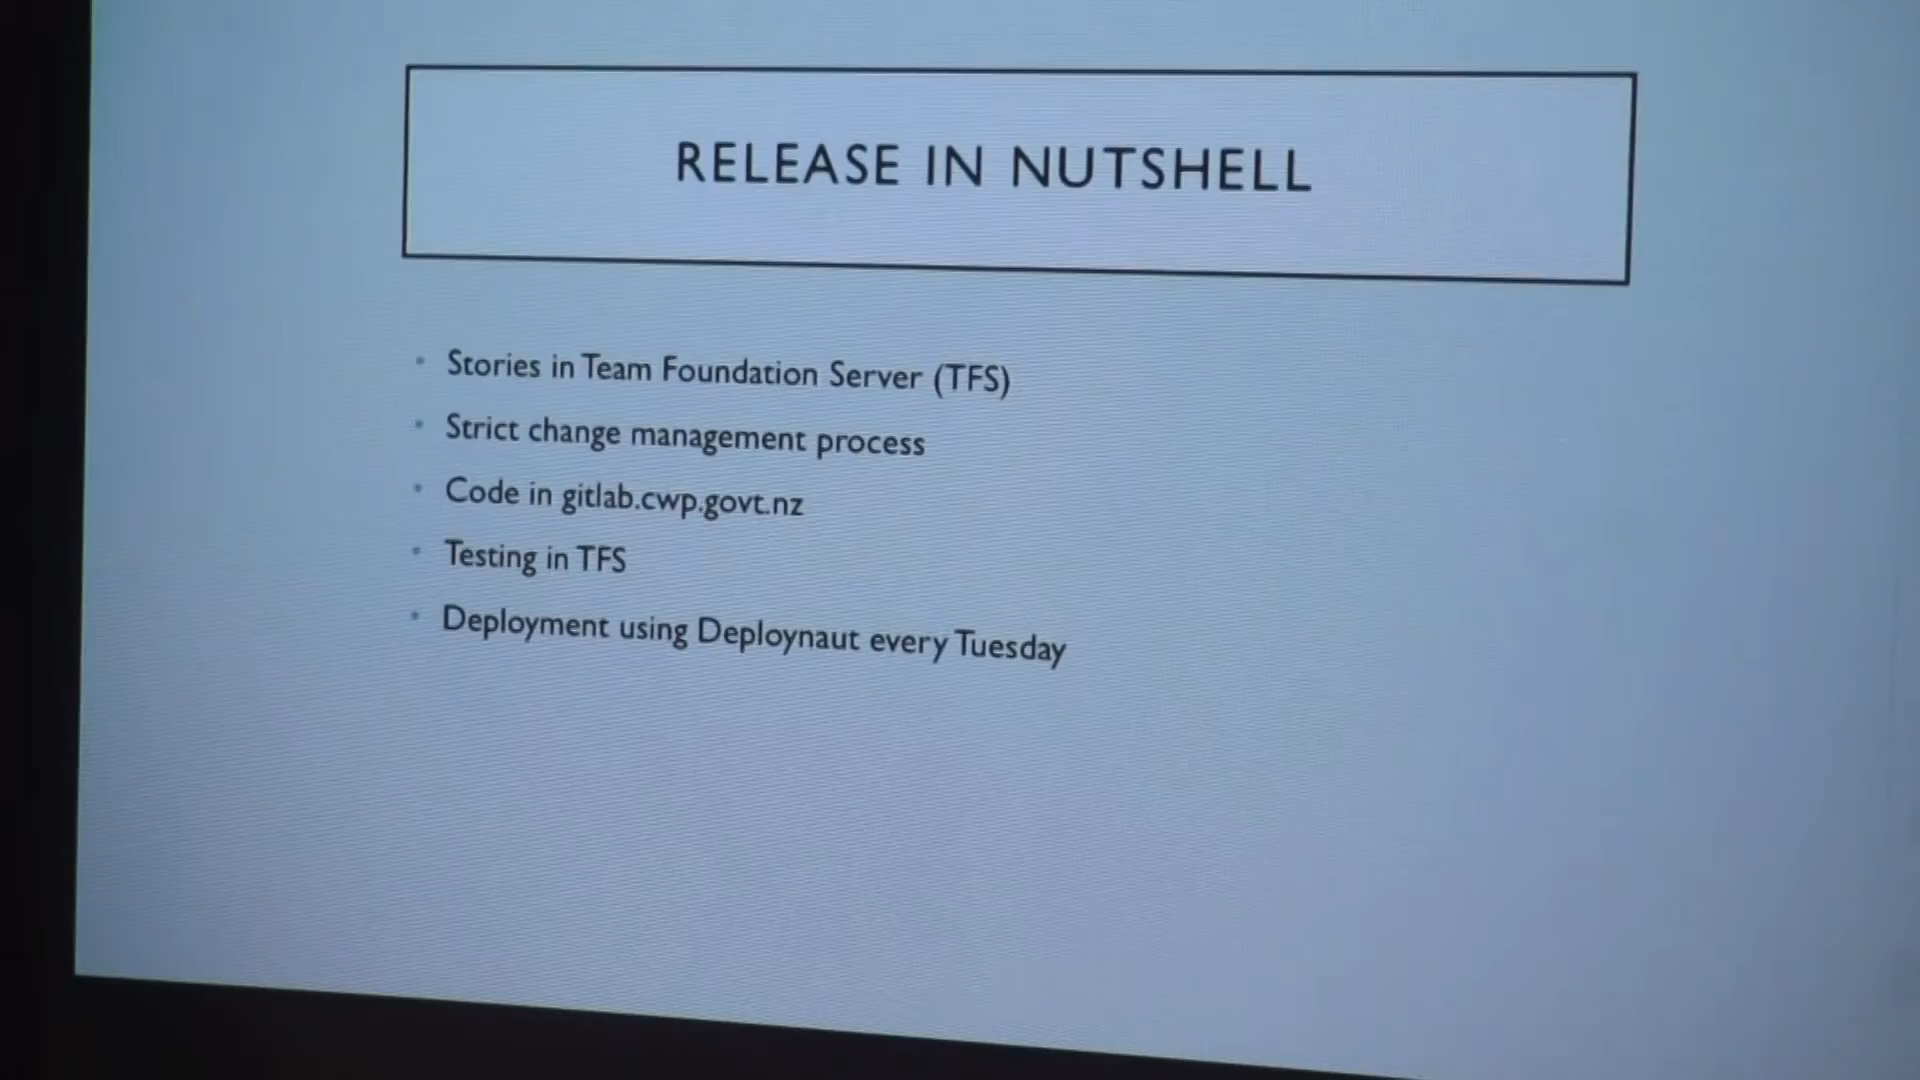 RELEASE IN NUTSHELL
• Stories in Team Foundation Server (TFS)
• Strict change management process
• Code in gitlab.cwp.govt.nz
• Testing in TFS
• Deployment using Deploynaut every Tuesday